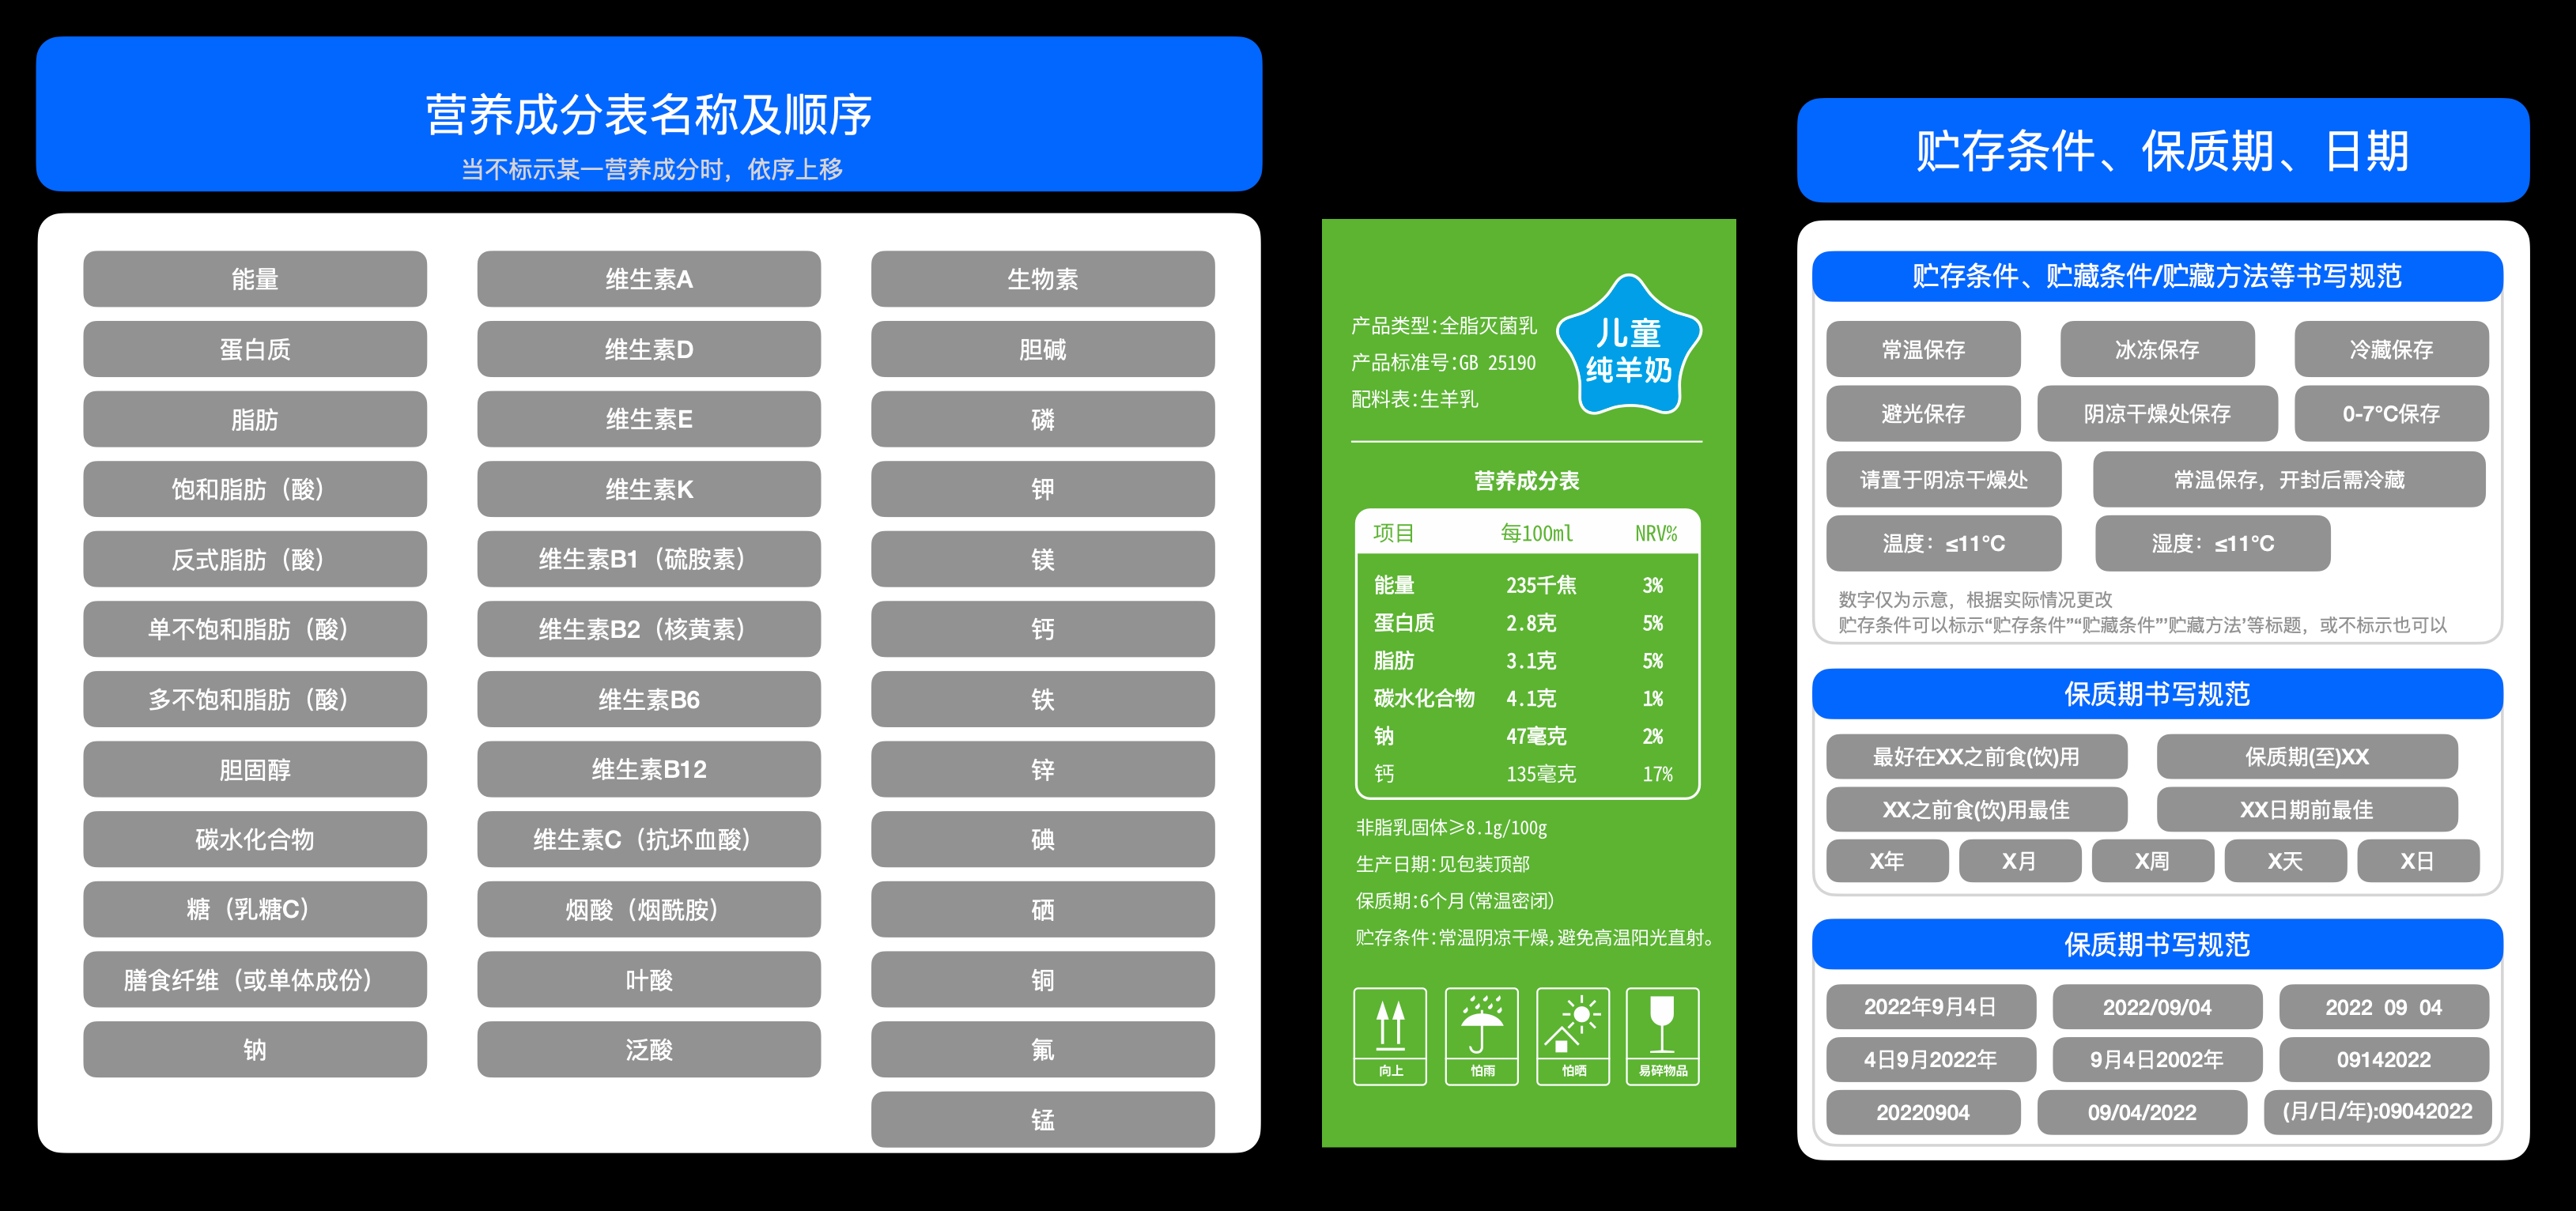 营养成分表名称及顺序
当不标示某一营养成分时，依序上移
能量
蛋白质
脂肪
饱和脂肪（酸）
反式脂肪（酸）
单不饱和脂肪（酸）
多不饱和脂肪（酸）
胆固醇
碳水化合物
糖（乳糖C）
膳食纤维（或单体成份）
钠
维生素A
维生素D
维生素E
维生素K
维生素B1（硫胺素）
维生素B2（核黄素）
维生素B6
维生素B12
维生素C（抗坏血酸）
烟酸（烟酰胺）
叶酸
泛酸
生物素
胆碱
磷
钾
镁
钙
铁
锌
碘
硒
铜
氟
锰
产品类型:全脂灭菌乳
产品标准号:GB 25190
配料表:生羊乳
儿童
纯羊奶
营养成分表
项目 每100ml NRV%
能量 235千焦 3%
蛋白质 2.8克 5%
脂肪 3.1克 5%
碳水化合物 4.1克 1%
钠 47毫克 2%
钙 135毫克 17%
非脂乳固体≥8.1g/100g
生产日期:见包装顶部
保质期:6个月(常温密闭)
贮存条件:常温阴凉干燥,避免高温阳光直射。
向上 怕雨 怕晒 易碎物品
贮存条件、保质期、日期
贮存条件、贮藏条件/贮藏方法等书写规范
常温保存 冰冻保存 冷藏保存
避光保存 阴凉干燥处保存 0-7°C保存
请置于阴凉干燥处 常温保存，开封后需冷藏
温度：≤11°C 湿度：≤11°C
数字仅为示意，根据实际情况更改
贮存条件可以标示“贮存条件”“贮藏条件”’贮藏方法’等标题，或不标示也可以
保质期书写规范
最好在XX之前食(饮)用 保质期(至)XX
XX之前食(饮)用最佳 XX日期前最佳
X年 X月 X周 X天 X日
保质期书写规范
2022年9月4日 2022/09/04 2022 09 04
4日9月2022年 9月4日2002年 09142022
20220904 09/04/2022 (月/日/年):09042022